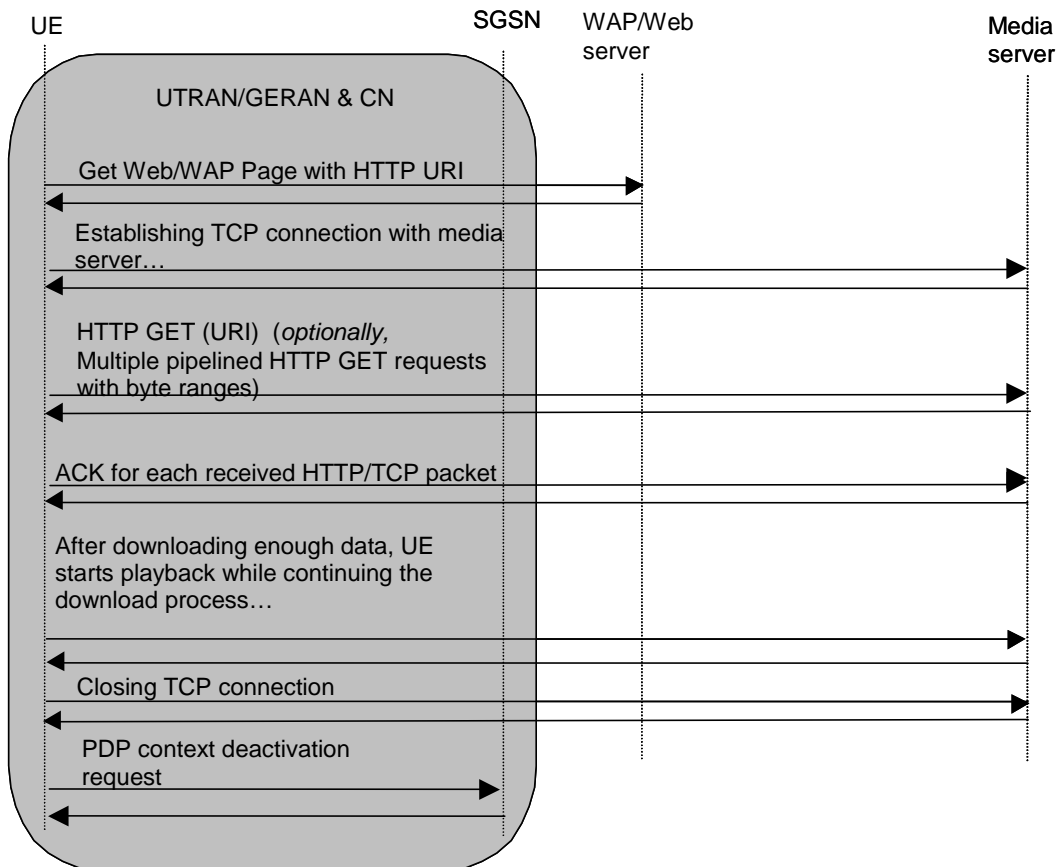 UE
SGSN
WAP/Web
server
Media
server
UTRAN/GERAN & CN
Get Web/WAP Page with HTTP URI
Establishing TCP connection with media
server…
HTTP GET (URI) (optionally,
Multiple pipelined HTTP GET requests
with byte ranges)
ACK for each received HTTP/TCP packet
After downloading enough data, UE
starts playback while continuing the
download process…
Closing TCP connection
PDP context deactivation
request